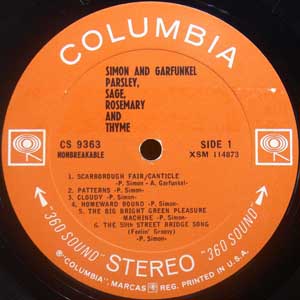 COLUMBIA
SIMON AND GARFUNKEL
PARSLEY,
SAGE,
ROSEMARY
AND
THYME
CS 9363
NONBREAKABLE
SIDE 1
XSM 114873
1. SCARBOROUGH FAIR/CANTICLE
-P. Simon - A. Garfunkel-
2. PATTERNS -P. Simon-
3. CLOUDY -P. Simon-
4. HOMEWARD BOUND -P. Simon-
5. THE BIG BRIGHT GREEN PLEASURE
MACHINE -P. Simon-
6. THE 59th STREET BRIDGE SONG
(Feelin' Groovy)
-P. Simon-
"360 SOUND" STEREO "360 SOUND"
® "COLUMBIA", MARCAS REG. PRINTED IN U.S.A.